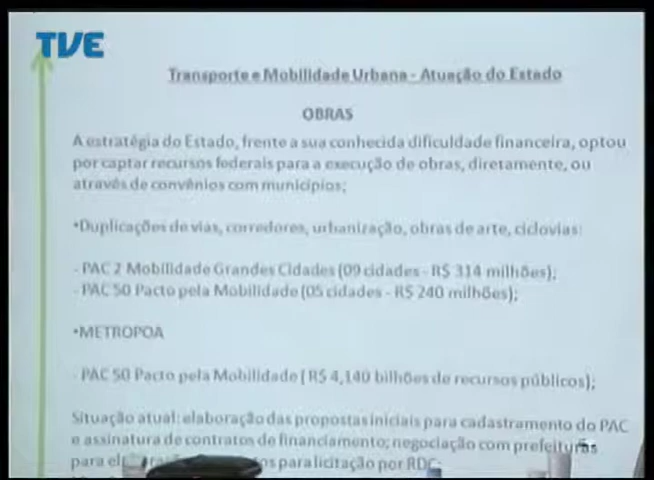 TVE
Transporte e Mobilidade Urbana - Atuação do Estado
OBRAS
A estratégia do Estado, frente a sua conhecida dificuldade financeira, optou
por captar recursos federais para a execução de obras, diretamente, ou
através de convênios com municípios;
•Duplicações de vias, corredores, urbanização, obras de arte, ciclovias:
- PAC 2 Mobilidade Grandes Cidades (09 cidades - R$ 314 milhões);
- PAC 50 Pacto pela Mobilidade (05 cidades - R$ 240 milhões);
•METROPOA
- PAC 50 Pacto pela Mobilidade ( R$ 4,140 bilhões de recursos públicos);
Situação atual: elaboração das propostas iniciais para cadastramento do PAC
e assinatura de contratos de financiamento; negociação com prefeituras
para licitação por RDC;